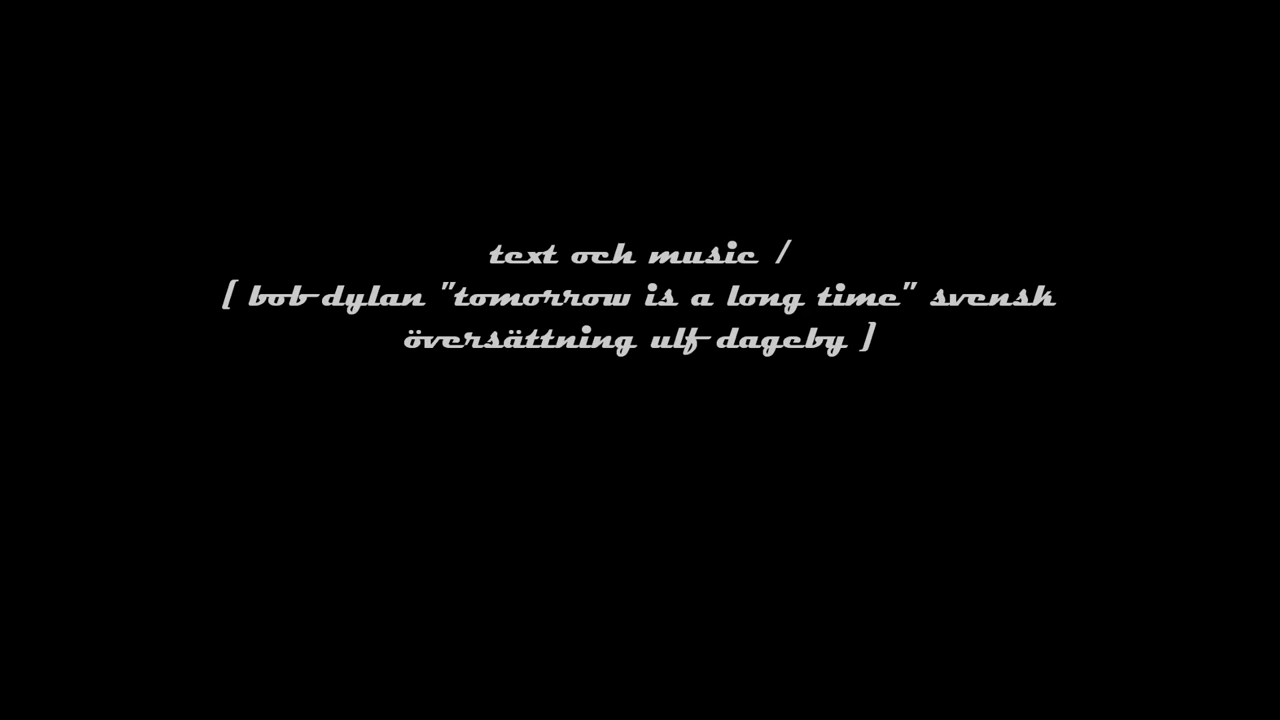 text och music /
[ bob dylan "tomorrow is a long time" svensk
översättning ulf dageby ]